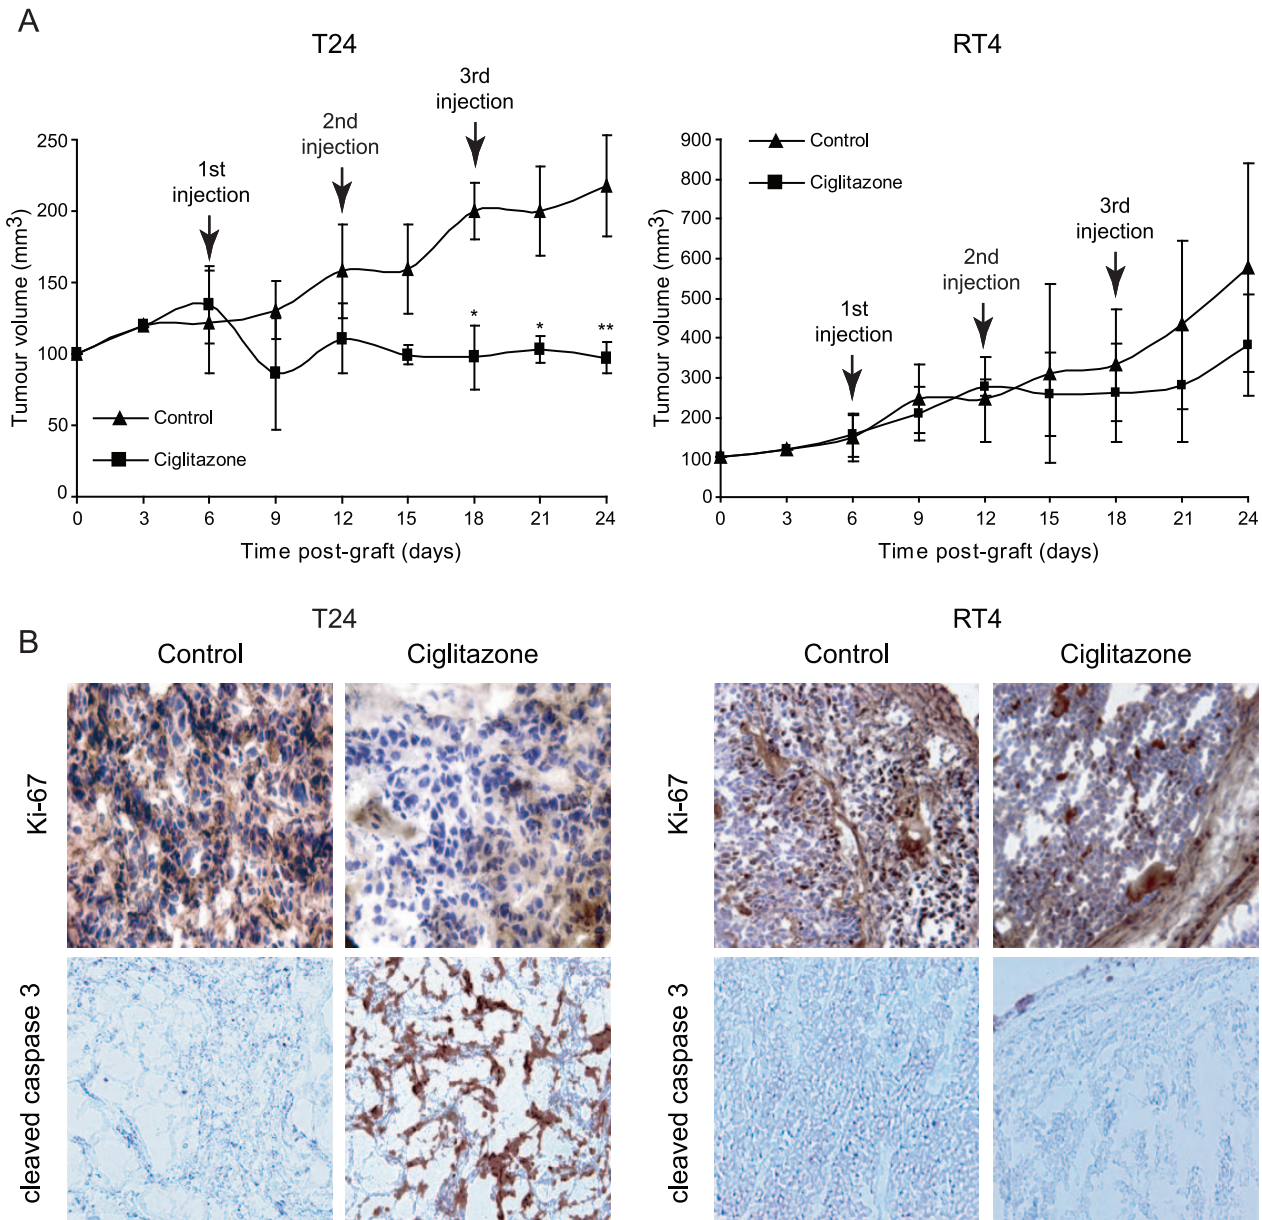 A
T24
RT4
3rd
injection
2nd
injection
1st
injection
250
200
150
100
50
0
Tumour volume (mm3)
*
*
**
Control
Ciglitazone
0 3 6 9 12 15 18 21 24
Time post-graft (days)
900
800
700
600
500
400
300
200
100
0
Tumour volume (mm3)
Control
Ciglitazone
3rd
injection
2nd
injection
1st
injection
0 3 6 9 12 15 18 21 24
Time post-graft (days)
B
T24
RT4
Control Ciglitazone
Control Ciglitazone
Ki-67
Ki-67
cleaved caspase 3
cleaved caspase 3